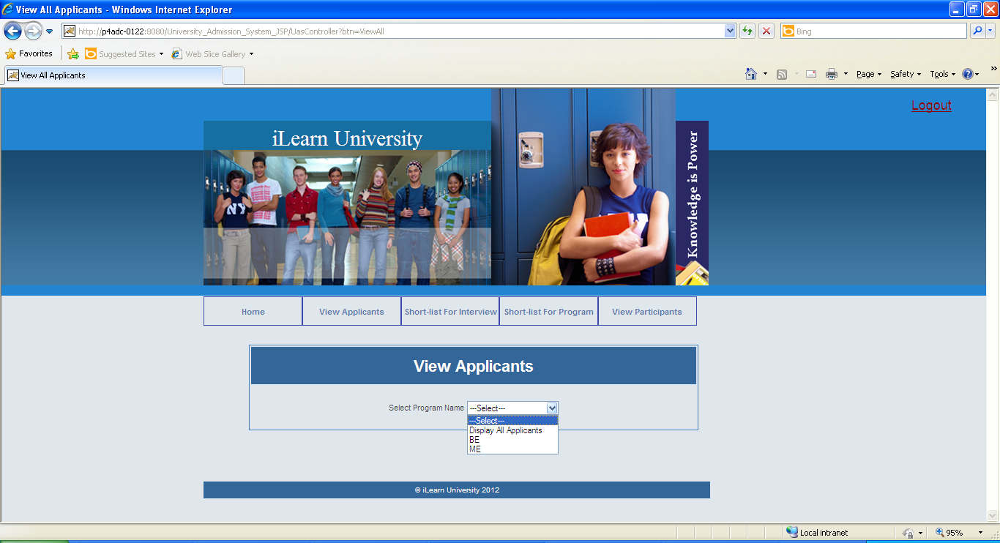 View All Applicants - Windows Internet Explorer
http://p4adc-0122:8080/University_Admission_System_JSP/UasController?btn=ViewAll
Bing
Favorites
Suggested Sites
Web Slice Gallery
View All Applicants
Page
Safety
Tools
»
Logout
iLearn University
NY
Knowledge is Power
Home
View Applicants
Short-list For Interview
Short-list For Program
View Participants
View Applicants
Select Program Name
---Select---
---Select---
Display All Applicants
BE
ME
© iLearn University 2012
Local intranet
95%